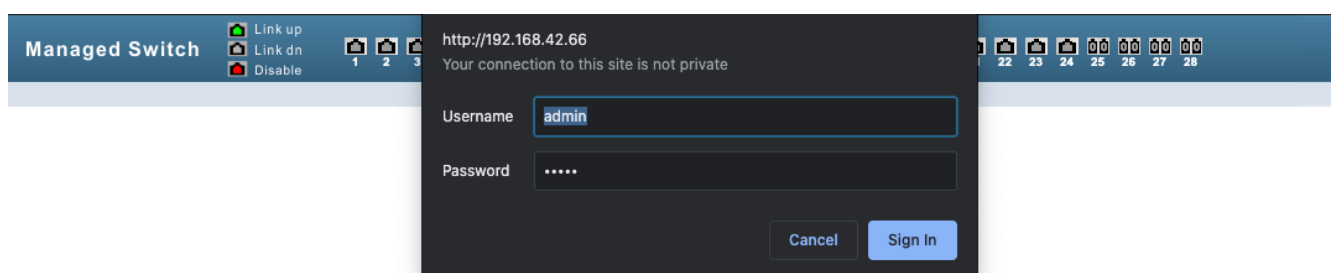 Managed Switch
Link up
Link dn
Disable
1 2 3
22 23 24 25 26 27 28
http://192.168.42.66
Your connection to this site is not private
Username admin
Password •••••
Cancel Sign In